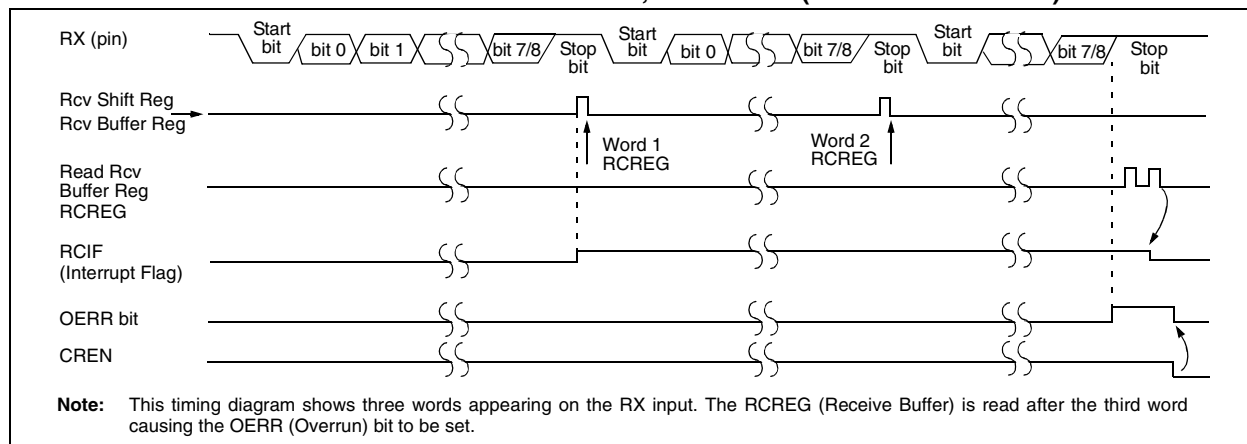 RX (pin)
Start
bit
bit 0
bit 1
bit 7/8
Stop
bit
Start
bit
bit 0
bit 7/8
Stop
bit
Start
bit
bit 7/8
Stop
bit
Rcv Shift Reg
Rcv Buffer Reg
Word 1
RCREG
Word 2
RCREG
Read Rcv
Buffer Reg
RCREG
RCIF
(Interrupt Flag)
OERR bit
CREN
Note: This timing diagram shows three words appearing on the RX input. The RCREG (Receive Buffer) is read after the third word
causing the OERR (Overrun) bit to be set.